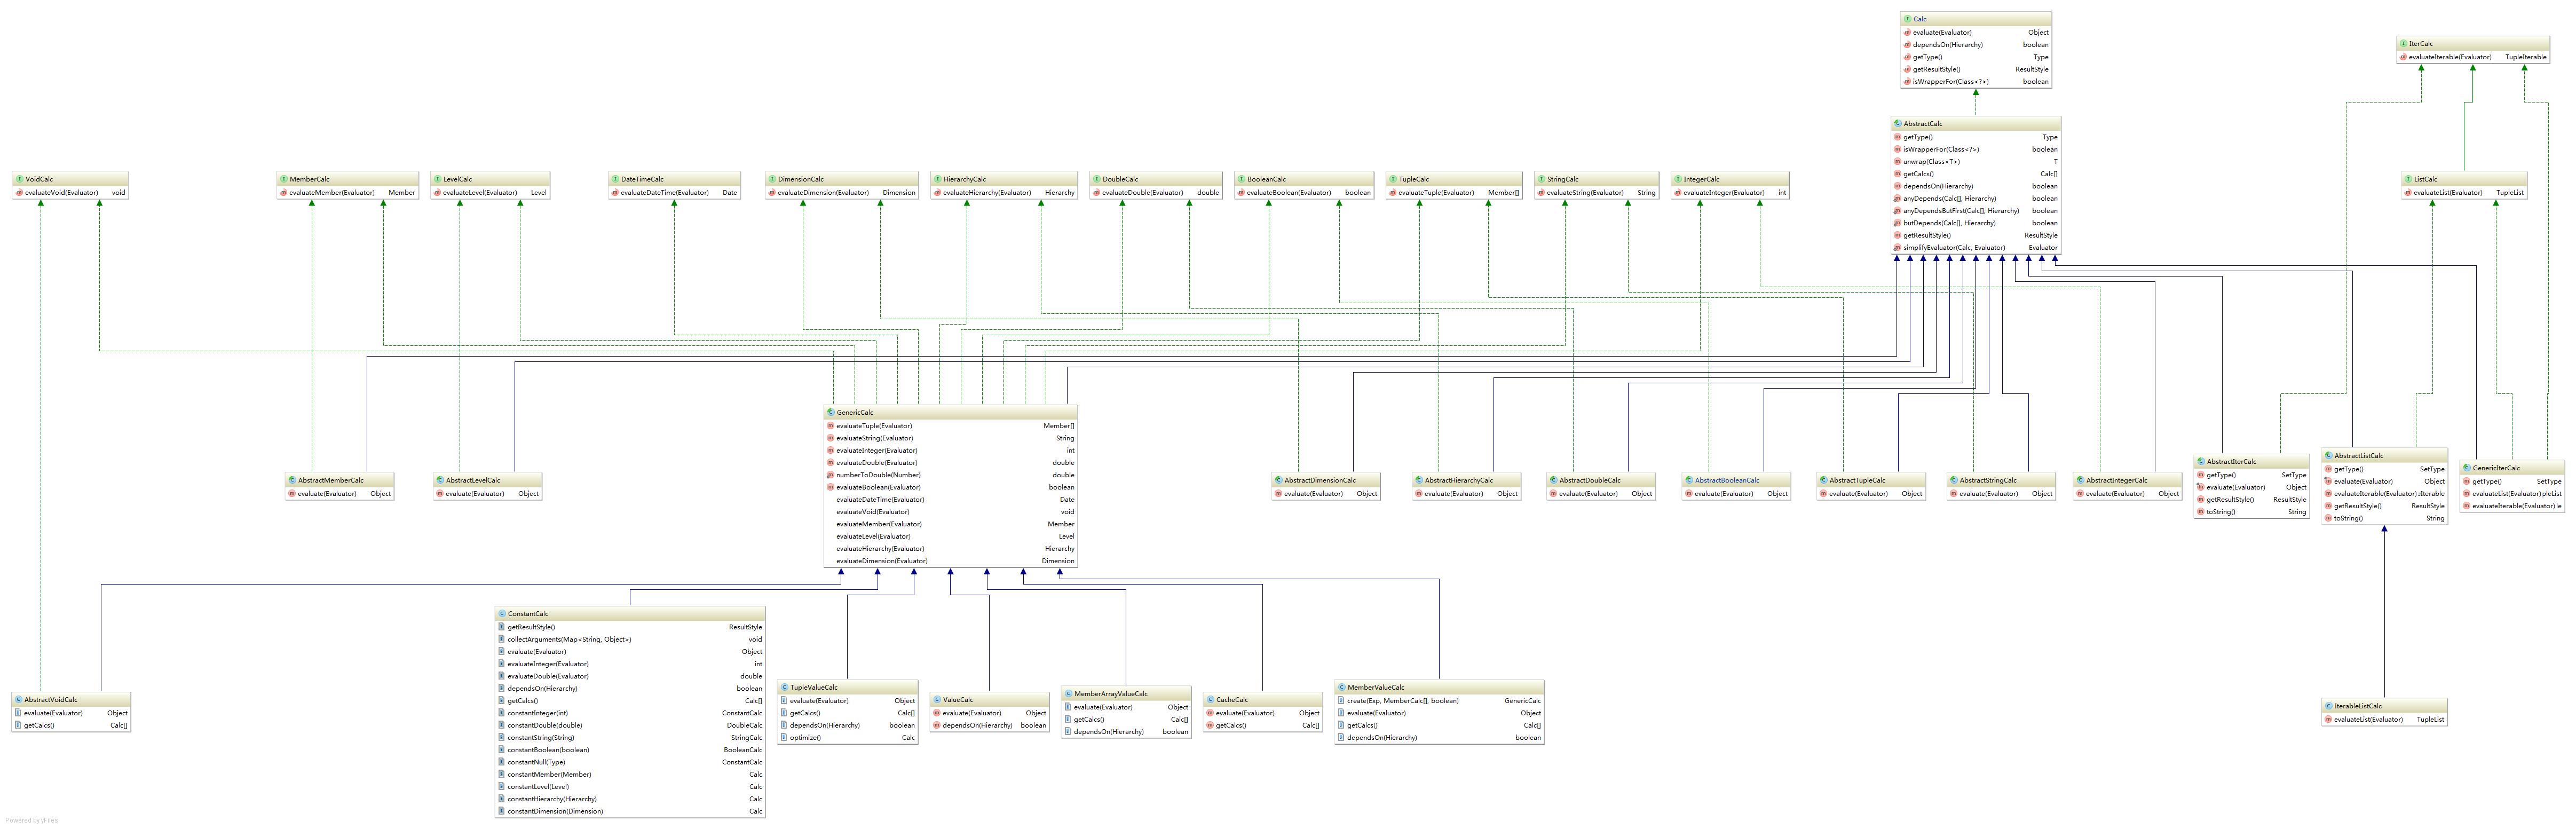 Calc
evaluate(Evaluator) Object
dependsOn(Hierarchy) boolean
getType() Type
getResultStyle() ResultStyle
isWrapperFor(Class<?>) boolean
IterCalc
evaluateIterable(Evaluator) TupleIterable
AbstractCalc
getType() Type
isWrapperFor(Class<?>) boolean
unwrap(Class<T>) T
getCalcs() Calc[]
dependsOn(Hierarchy) boolean
anyDepends(Calc[], Hierarchy) boolean
anyDependsButFirst(Calc[], Hierarchy) boolean
butDepends(Calc[], Hierarchy) boolean
getResultStyle() ResultStyle
simplifyEvaluator(Calc, Evaluator) Evaluator
VoidCalc
evaluateVoid(Evaluator) void
MemberCalc
evaluateMember(Evaluator) Member
LevelCalc
evaluateLevel(Evaluator) Level
DateTimeCalc
evaluateDateTime(Evaluator) Date
DimensionCalc
evaluateDimension(Evaluator) Dimension
HierarchyCalc
evaluateHierarchy(Evaluator) Hierarchy
DoubleCalc
evaluateDouble(Evaluator) double
BooleanCalc
evaluateBoolean(Evaluator) boolean
TupleCalc
evaluateTuple(Evaluator) Member[]
StringCalc
evaluateString(Evaluator) String
IntegerCalc
evaluateInteger(Evaluator) int
ListCalc
evaluateList(Evaluator) TupleList
GenericCalc
evaluateTuple(Evaluator) Member[]
evaluateString(Evaluator) String
evaluateInteger(Evaluator) int
evaluateDouble(Evaluator) double
numberToDouble(Number) double
evaluateBoolean(Evaluator) boolean
evaluateDateTime(Evaluator) Date
evaluateVoid(Evaluator) void
evaluateMember(Evaluator) Member
evaluateLevel(Evaluator) Level
evaluateHierarchy(Evaluator) Hierarchy
evaluateDimension(Evaluator) Dimension
AbstractMemberCalc
evaluate(Evaluator) Object
AbstractLevelCalc
evaluate(Evaluator) Object
AbstractDimensionCalc
evaluate(Evaluator) Object
AbstractHierarchyCalc
evaluate(Evaluator) Object
AbstractDoubleCalc
evaluate(Evaluator) Object
AbstractBooleanCalc
evaluate(Evaluator) Object
AbstractTupleCalc
evaluate(Evaluator) Object
AbstractStringCalc
evaluate(Evaluator) Object
AbstractIntegerCalc
evaluate(Evaluator) Object
AbstractIterCalc
getType() SetType
evaluate(Evaluator) Object
getResultStyle() ResultStyle
toString() String
AbstractListCalc
getType() SetType
evaluate(Evaluator) Object
evaluateIterable(Evaluator) :Iterable
getResultStyle() ResultStyle
toString() String
GenericIterCalc
getType() SetType
evaluateList(Evaluator) pleList
evaluateIterable(Evaluator) le
AbstractVoidCalc
evaluate(Evaluator) Object
getCalcs() Calc[]
ConstantCalc
getResultStyle() ResultStyle
collectArguments(Map<String, Object>) void
evaluate(Evaluator) Object
evaluateInteger(Evaluator) int
evaluateDouble(Evaluator) double
dependsOn(Hierarchy) boolean
getCalcs() Calc[]
constantInteger(int) ConstantCalc
constantDouble(double) DoubleCalc
constantString(String) StringCalc
constantBoolean(boolean) BooleanCalc
constantNull(Type) ConstantCalc
constantMember(Member) Calc
constantLevel(Level) Calc
constantHierarchy(Hierarchy) Calc
constantDimension(Dimension) Calc
TupleValueCalc
evaluate(Evaluator) Object
getCalcs() Calc[]
dependsOn(Hierarchy) boolean
optimize() Calc
ValueCalc
evaluate(Evaluator) Object
dependsOn(Hierarchy) boolean
MemberArrayValueCalc
evaluate(Evaluator) Object
getCalcs() Calc[]
dependsOn(Hierarchy) boolean
CacheCalc
evaluate(Evaluator) Object
getCalcs() Calc[]
MemberValueCalc
create(Exp, MemberCalc[], boolean) GenericCalc
evaluate(Evaluator) Object
getCalcs() Calc[]
dependsOn(Hierarchy) boolean
IterableListCalc
evaluateList(Evaluator) TupleList
Powered by yFiles